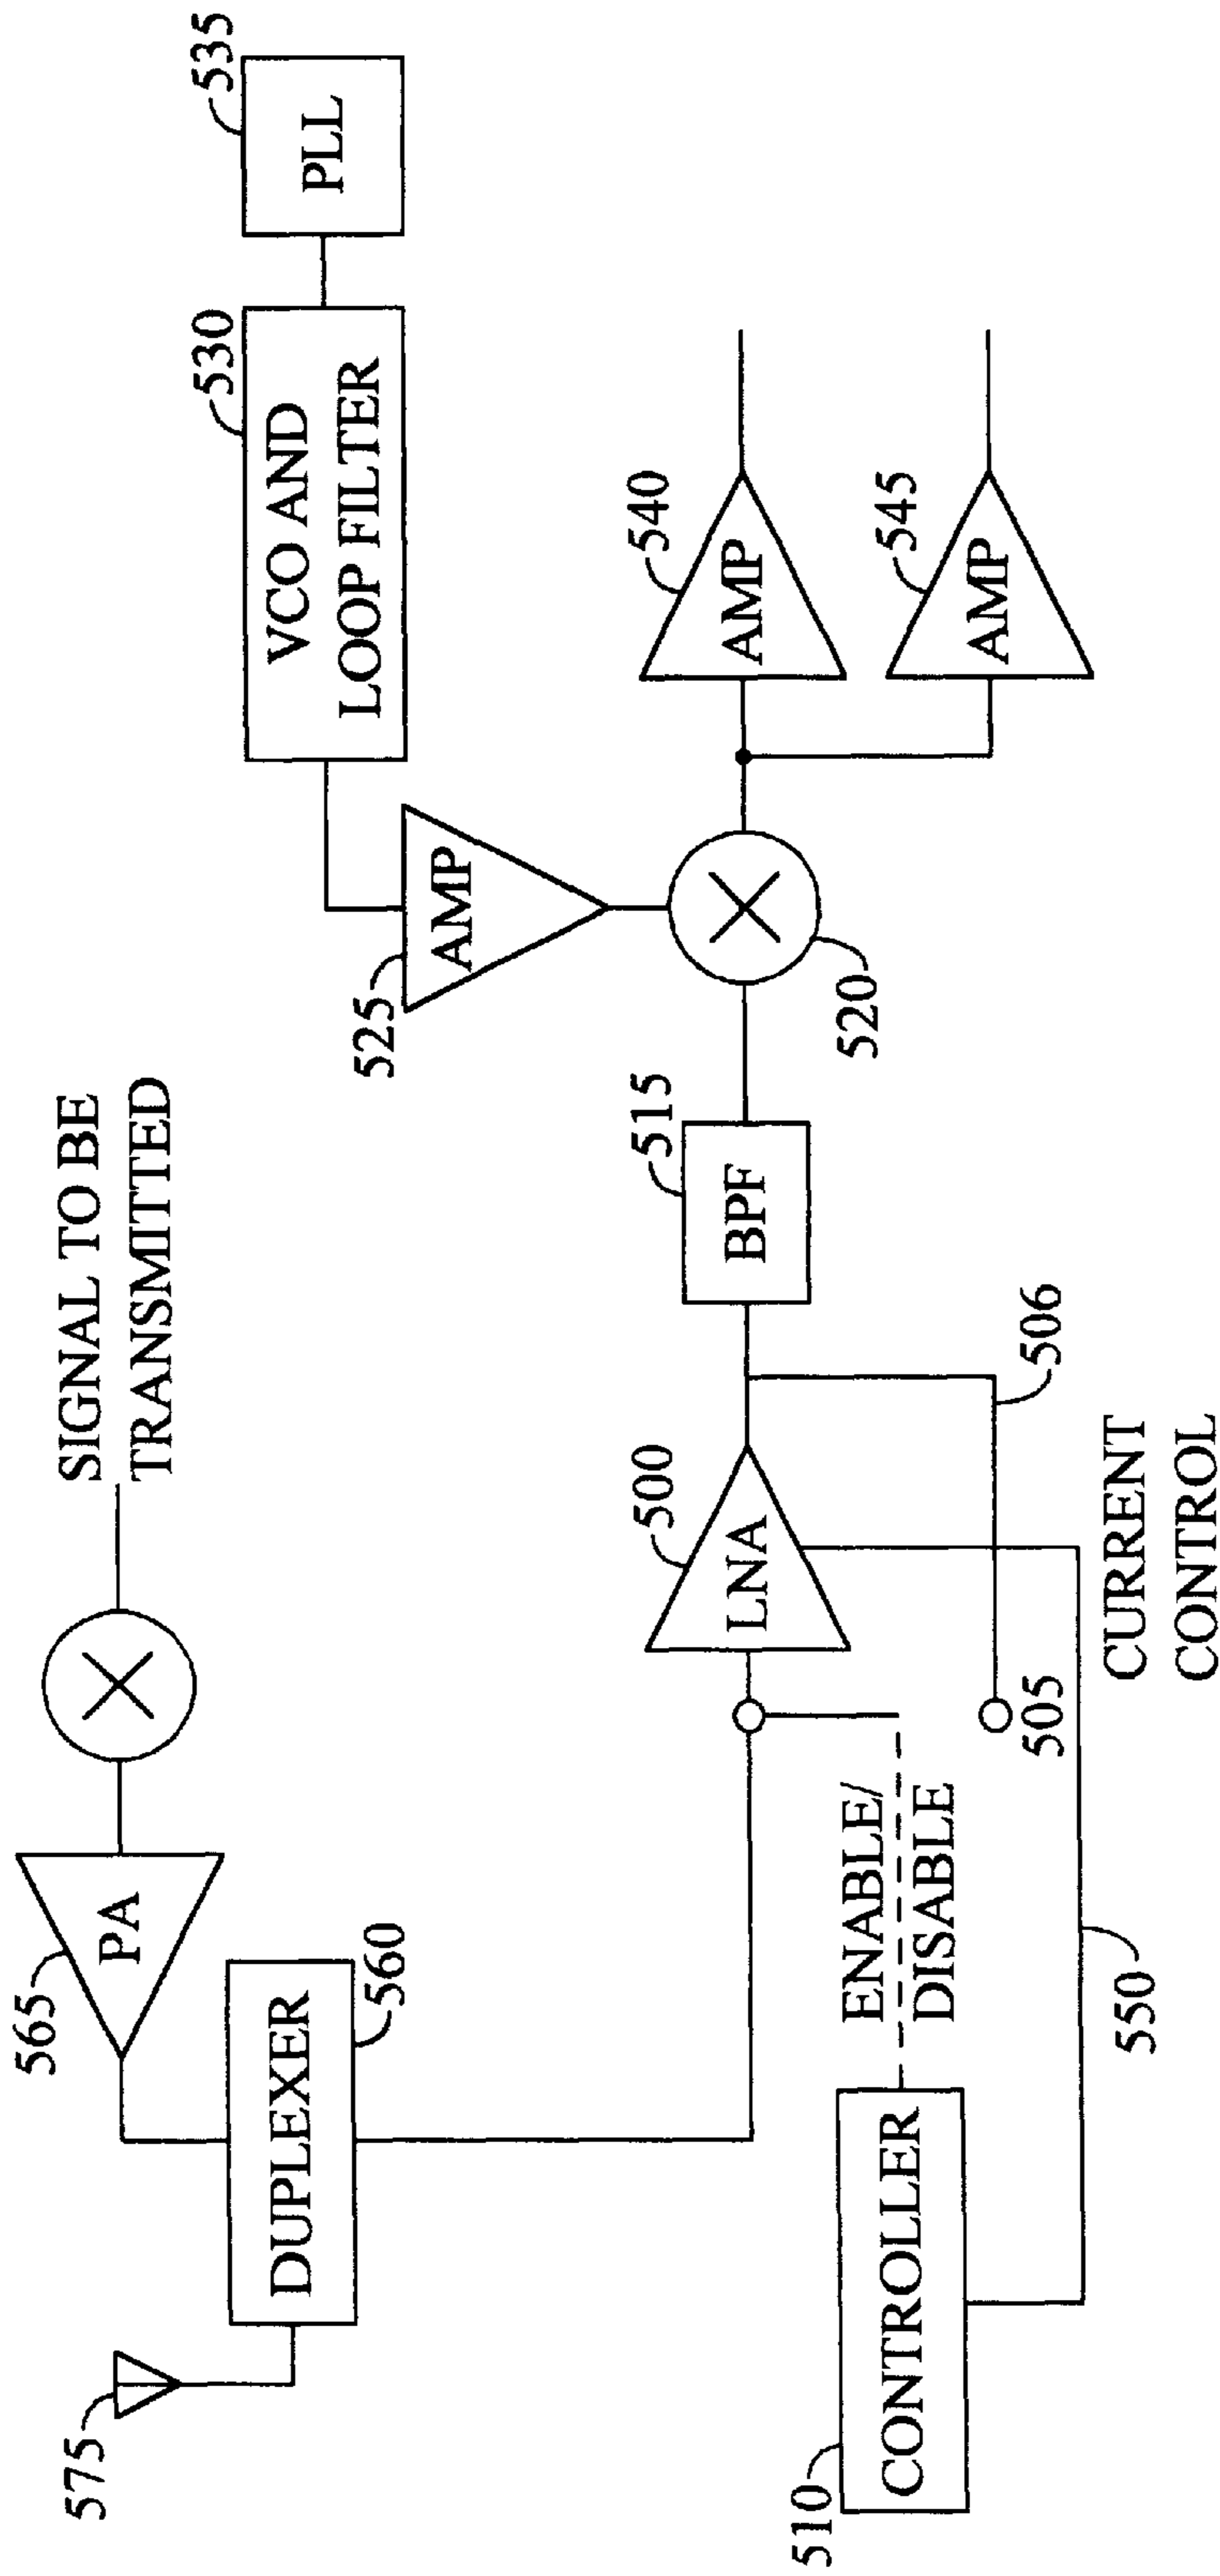 SIGNAL TO BE
TRANSMITTED
565
PA
575
DUPLEXER
560
535
PLL
530
VCO AND
LOOP FILTER
525
AMP
520
515
BPF
540
AMP
545
AMP
500
LNA
506
505
ENABLE/
DISABLE
510
CONTROLLER
550
CURRENT
CONTROL